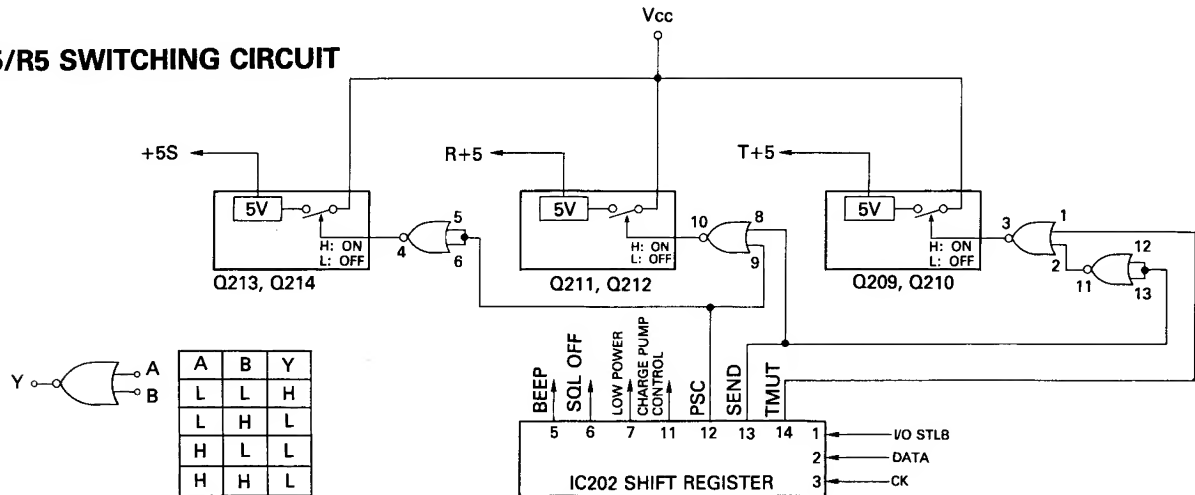 Vcc
5/R5 SWITCHING CIRCUIT
+5S
R+5
T+5
5V
5V
5V
H: ON
L: OFF
H: ON
L: OFF
H: ON
L: OFF
4
5
6
10
8
9
3
1
2
11
12
13
Q213, Q214
Q211, Q212
Q209, Q210
Y
A
B
A B Y
L L H
L H L
H L L
H H L
BEEP
SQL OFF
LOW POWER
CHARGE PUMP
CONTROL
PSC
SEND
TMUT
5 6 7 11 12 13 14
1 I/O STLB
2 DATA
3 CK
IC202 SHIFT REGISTER